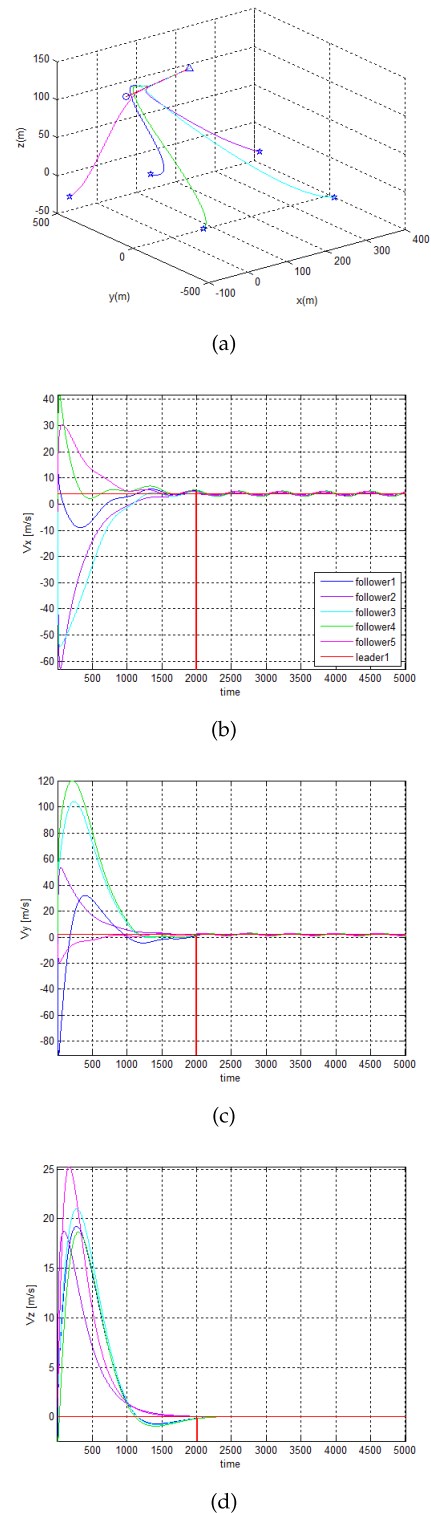 150
100
50
0
-50
z(m)
500
0
-500
y(m)
-100
0
100
200
300
400
x(m)
(a)
40
30
20
10
0
-10
-20
-30
-40
-50
-60
Vx [m/s]
follower1
follower2
follower3
follower4
follower5
leader1
500 1000 1500 2000 2500 3000 3500 4000 4500 5000
time
(b)
120
100
80
60
40
20
0
-20
-40
-60
-80
Vy [m/s]
500 1000 1500 2000 2500 3000 3500 4000 4500 5000
time
(c)
25
20
15
10
5
0
Vz [m/s]
500 1000 1500 2000 2500 3000 3500 4000 4500 5000
time
(d)